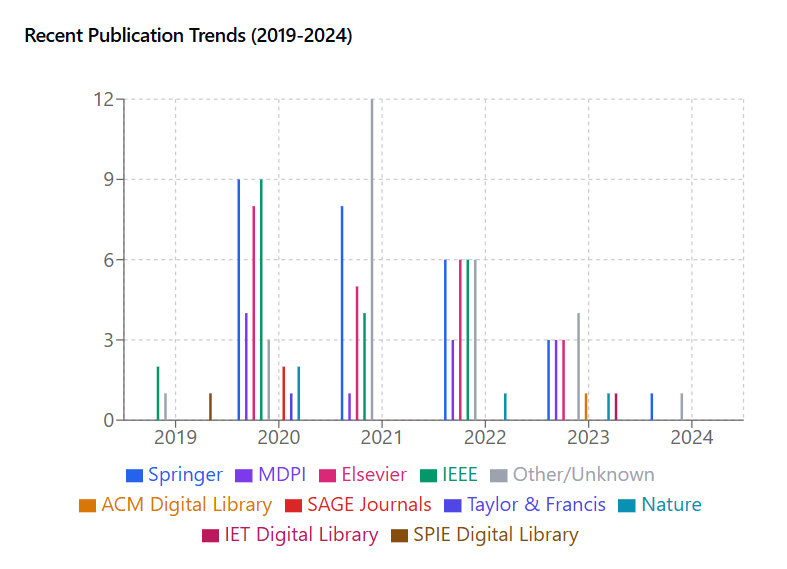 Recent Publication Trends (2019-2024)
12
9
6
3
0
2019 2020 2021 2022 2023 2024
Springer MDPI Elsevier IEEE Other/Unknown
ACM Digital Library SAGE Journals Taylor & Francis Nature
IET Digital Library SPIE Digital Library